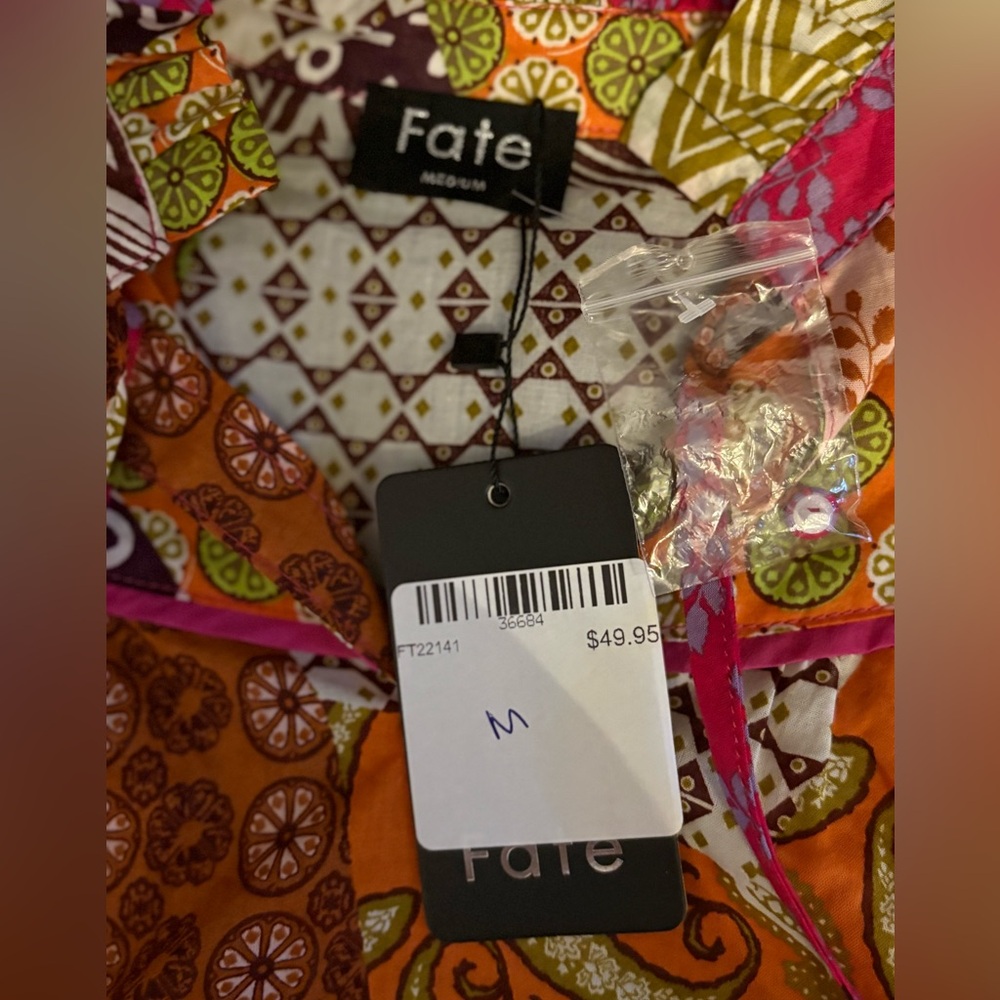 Fate
MEDIUM
36684
FT22141
$49.95
M
Fate